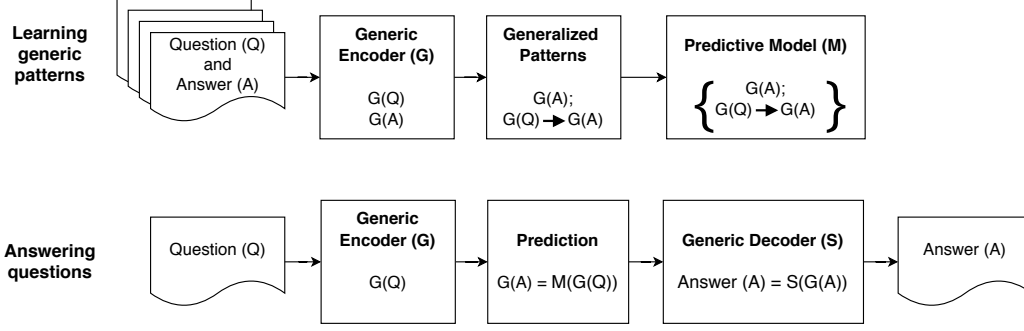 Learning
generic
patterns
Question (Q)
and
Answer (A)
Generic
Encoder (G)
G(Q)
G(A)
Generalized
Patterns
G(A);
G(Q) → G(A)
Predictive Model (M)
{ G(A);
G(Q) → G(A) }
Answering
questions
Question (Q)
Generic
Encoder (G)
G(Q)
Prediction
G(A) = M(G(Q))
Generic Decoder (S)
Answer (A) = S(G(A))
Answer (A)